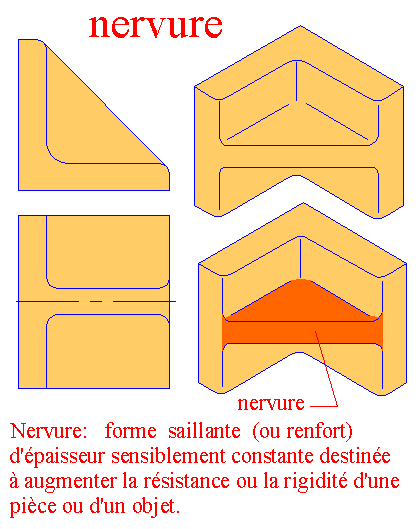 nervure
nervure
Nervure: forme saillante (ou renfort)
d'épaisseur sensiblement constante destinée
à augmenter la résistance ou la rigidité d'une
pièce ou d'un objet.